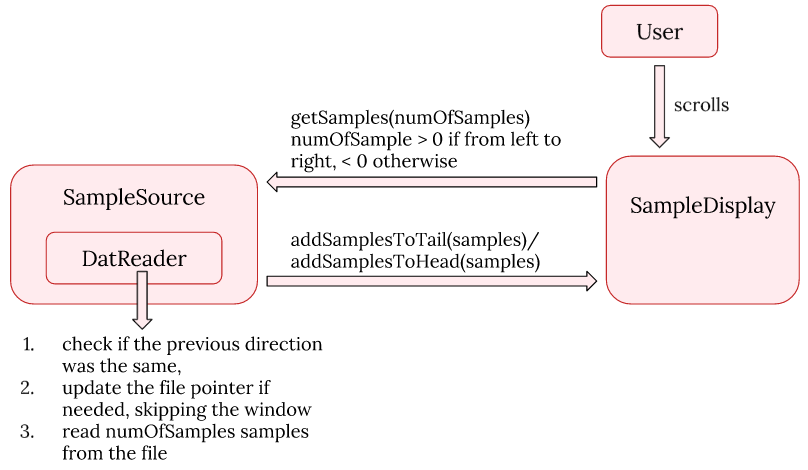 User
scrolls
getSamples(numOfSamples)
numOfSample > 0 if from left to
right, < 0 otherwise
SampleSource
SampleDisplay
DatReader
addSamplesToTail(samples)/
addSamplesToHead(samples)
1. check if the previous direction
was the same,
2. update the file pointer if
needed, skipping the window
3. read numOfSamples samples
from the file